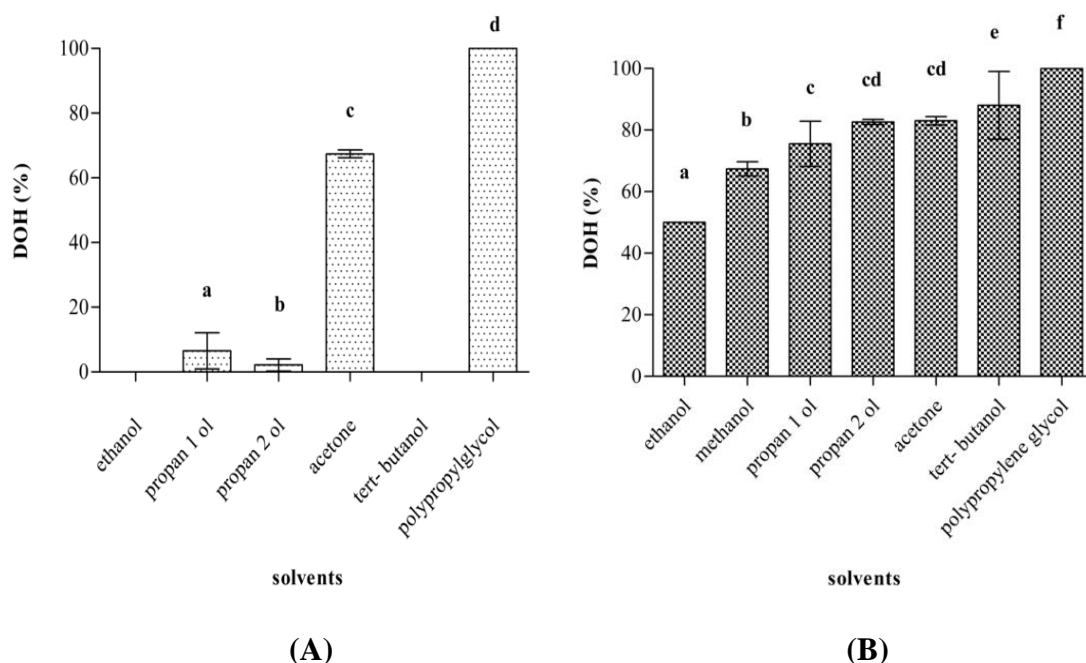 d
100
c
80
60
DOH (%)
40
a
b
20
0
ethanol
propan 1 ol
propan 2 ol
acetone
tert- butanol
polypropylglycol
solvents
(A)
f
e
cd
cd
100
c
b
80
a
60
DOH (%)
40
20
0
ethanol
methanol
propan 1 ol
propan 2 ol
acetone
tert- butanol
polypropylene glycol
solvents
(B)